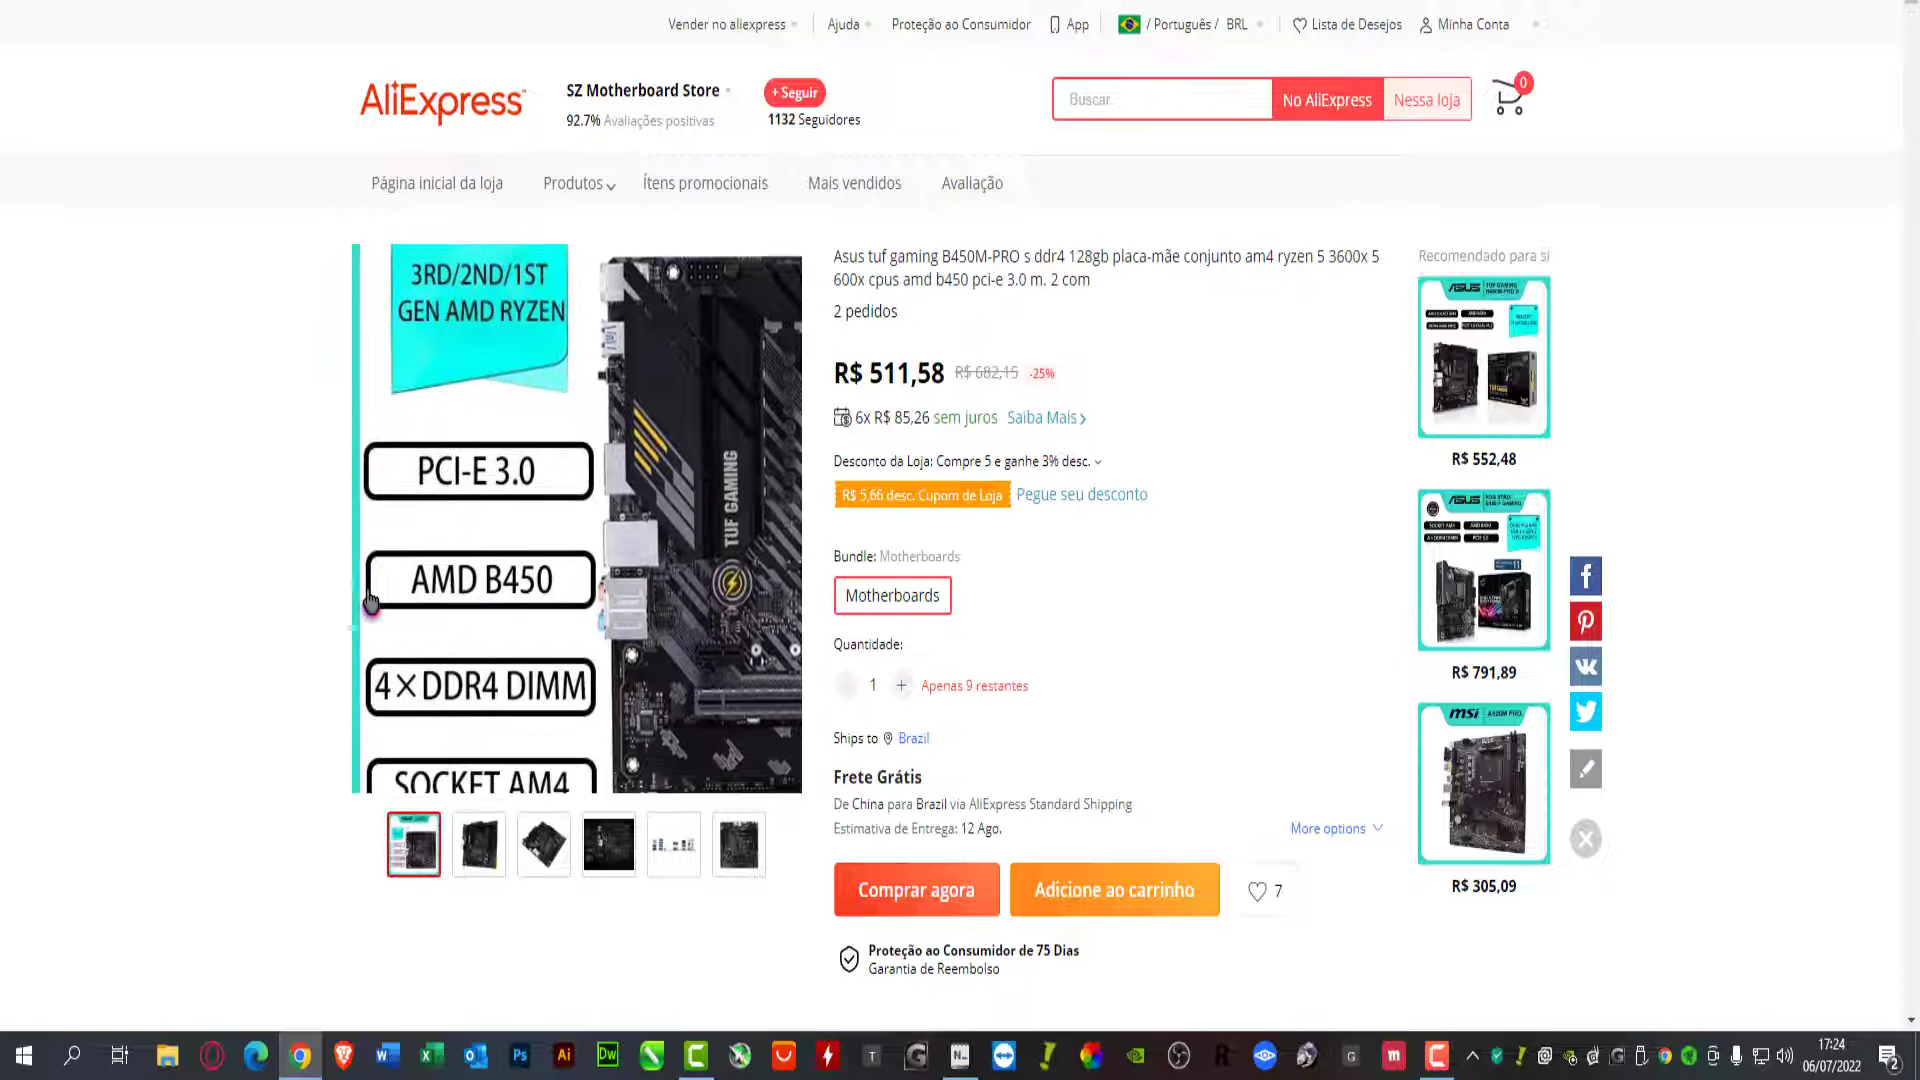 Vender no aliexpress
Ajuda
Proteção ao Consumidor
App
/ Português / BRL
Lista de Desejos
Minha Conta
AliExpress
SZ Motherboard Store
92.7% Avaliações positivas
+ Seguir
1132 Seguidores
Buscar
No AliExpress
Nessa loja
0
Página inicial da loja
Produtos
Ítens promocionais
Mais vendidos
Avaliação
3RD/2ND/1ST
GEN AMD RYZEN
PCI-E 3.0
AMD B450
4×DDR4 DIMM
SOCKET AM4
TUF GAMING
Asus tuf gaming B450M-PRO s ddr4 128gb placa-mãe conjunto am4 ryzen 5 3600x 5
600x cpus amd b450 pci-e 3.0 m. 2 com
2 pedidos
R$ 511,58 R$ 682,15 -25%
6x R$ 85,26 sem juros Saiba Mais
Desconto da Loja: Compre 5 e ganhe 3% desc.
R$ 5,66 desc. Cupom de Loja Pegue seu desconto
Bundle: Motherboards
Motherboards
Quantidade:
1 + Apenas 9 restantes
Ships to Brazil
Frete Grátis
De China para Brazil via AliExpress Standard Shipping
Estimativa de Entrega: 12 Ago.
More options
Comprar agora
Adicione ao carrinho
7
Proteção ao Consumidor de 75 Dias
Garantia de Reembolso
Recomendado para si
ASUS
R$ 552,48
ASUS
R$ 791,89
msi A520M PRO
R$ 305,09
17:24
06/07/2022
2